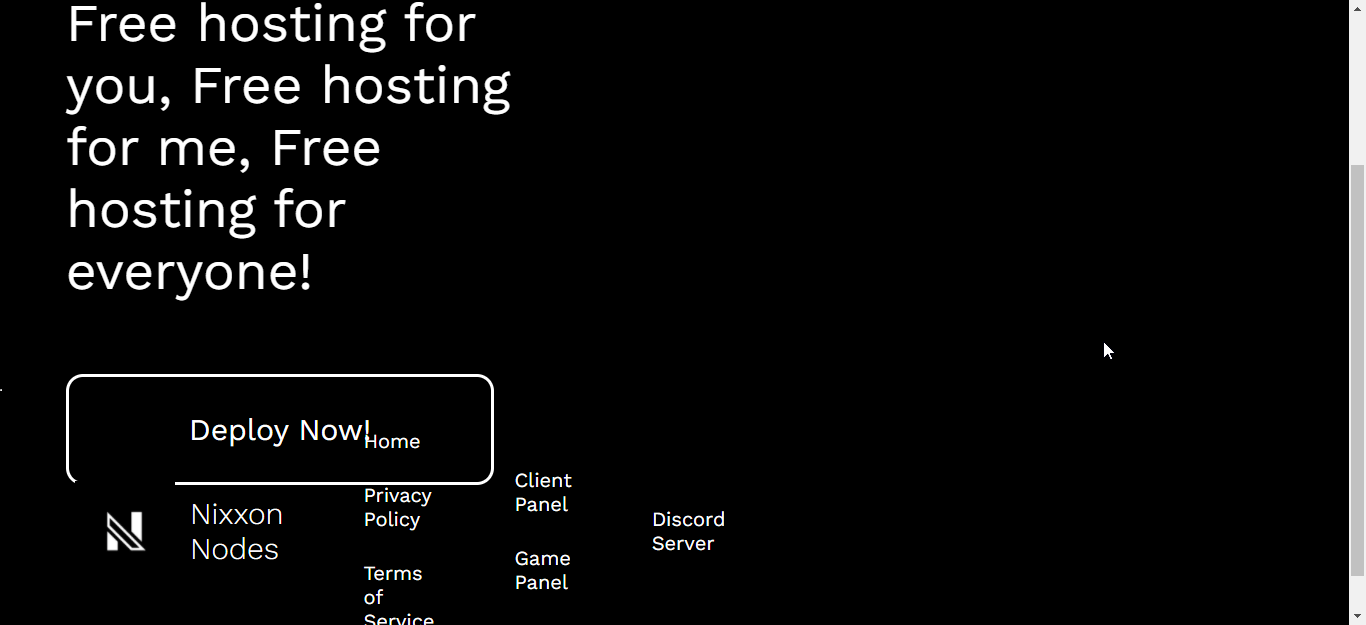 Free hosting for
you, Free hosting
for me, Free
hosting for
everyone!
Deploy Now!
Nixxon
Nodes
Home
Privacy
Policy
Terms
of
Service
Client
Panel
Game
Panel
Discord
Server